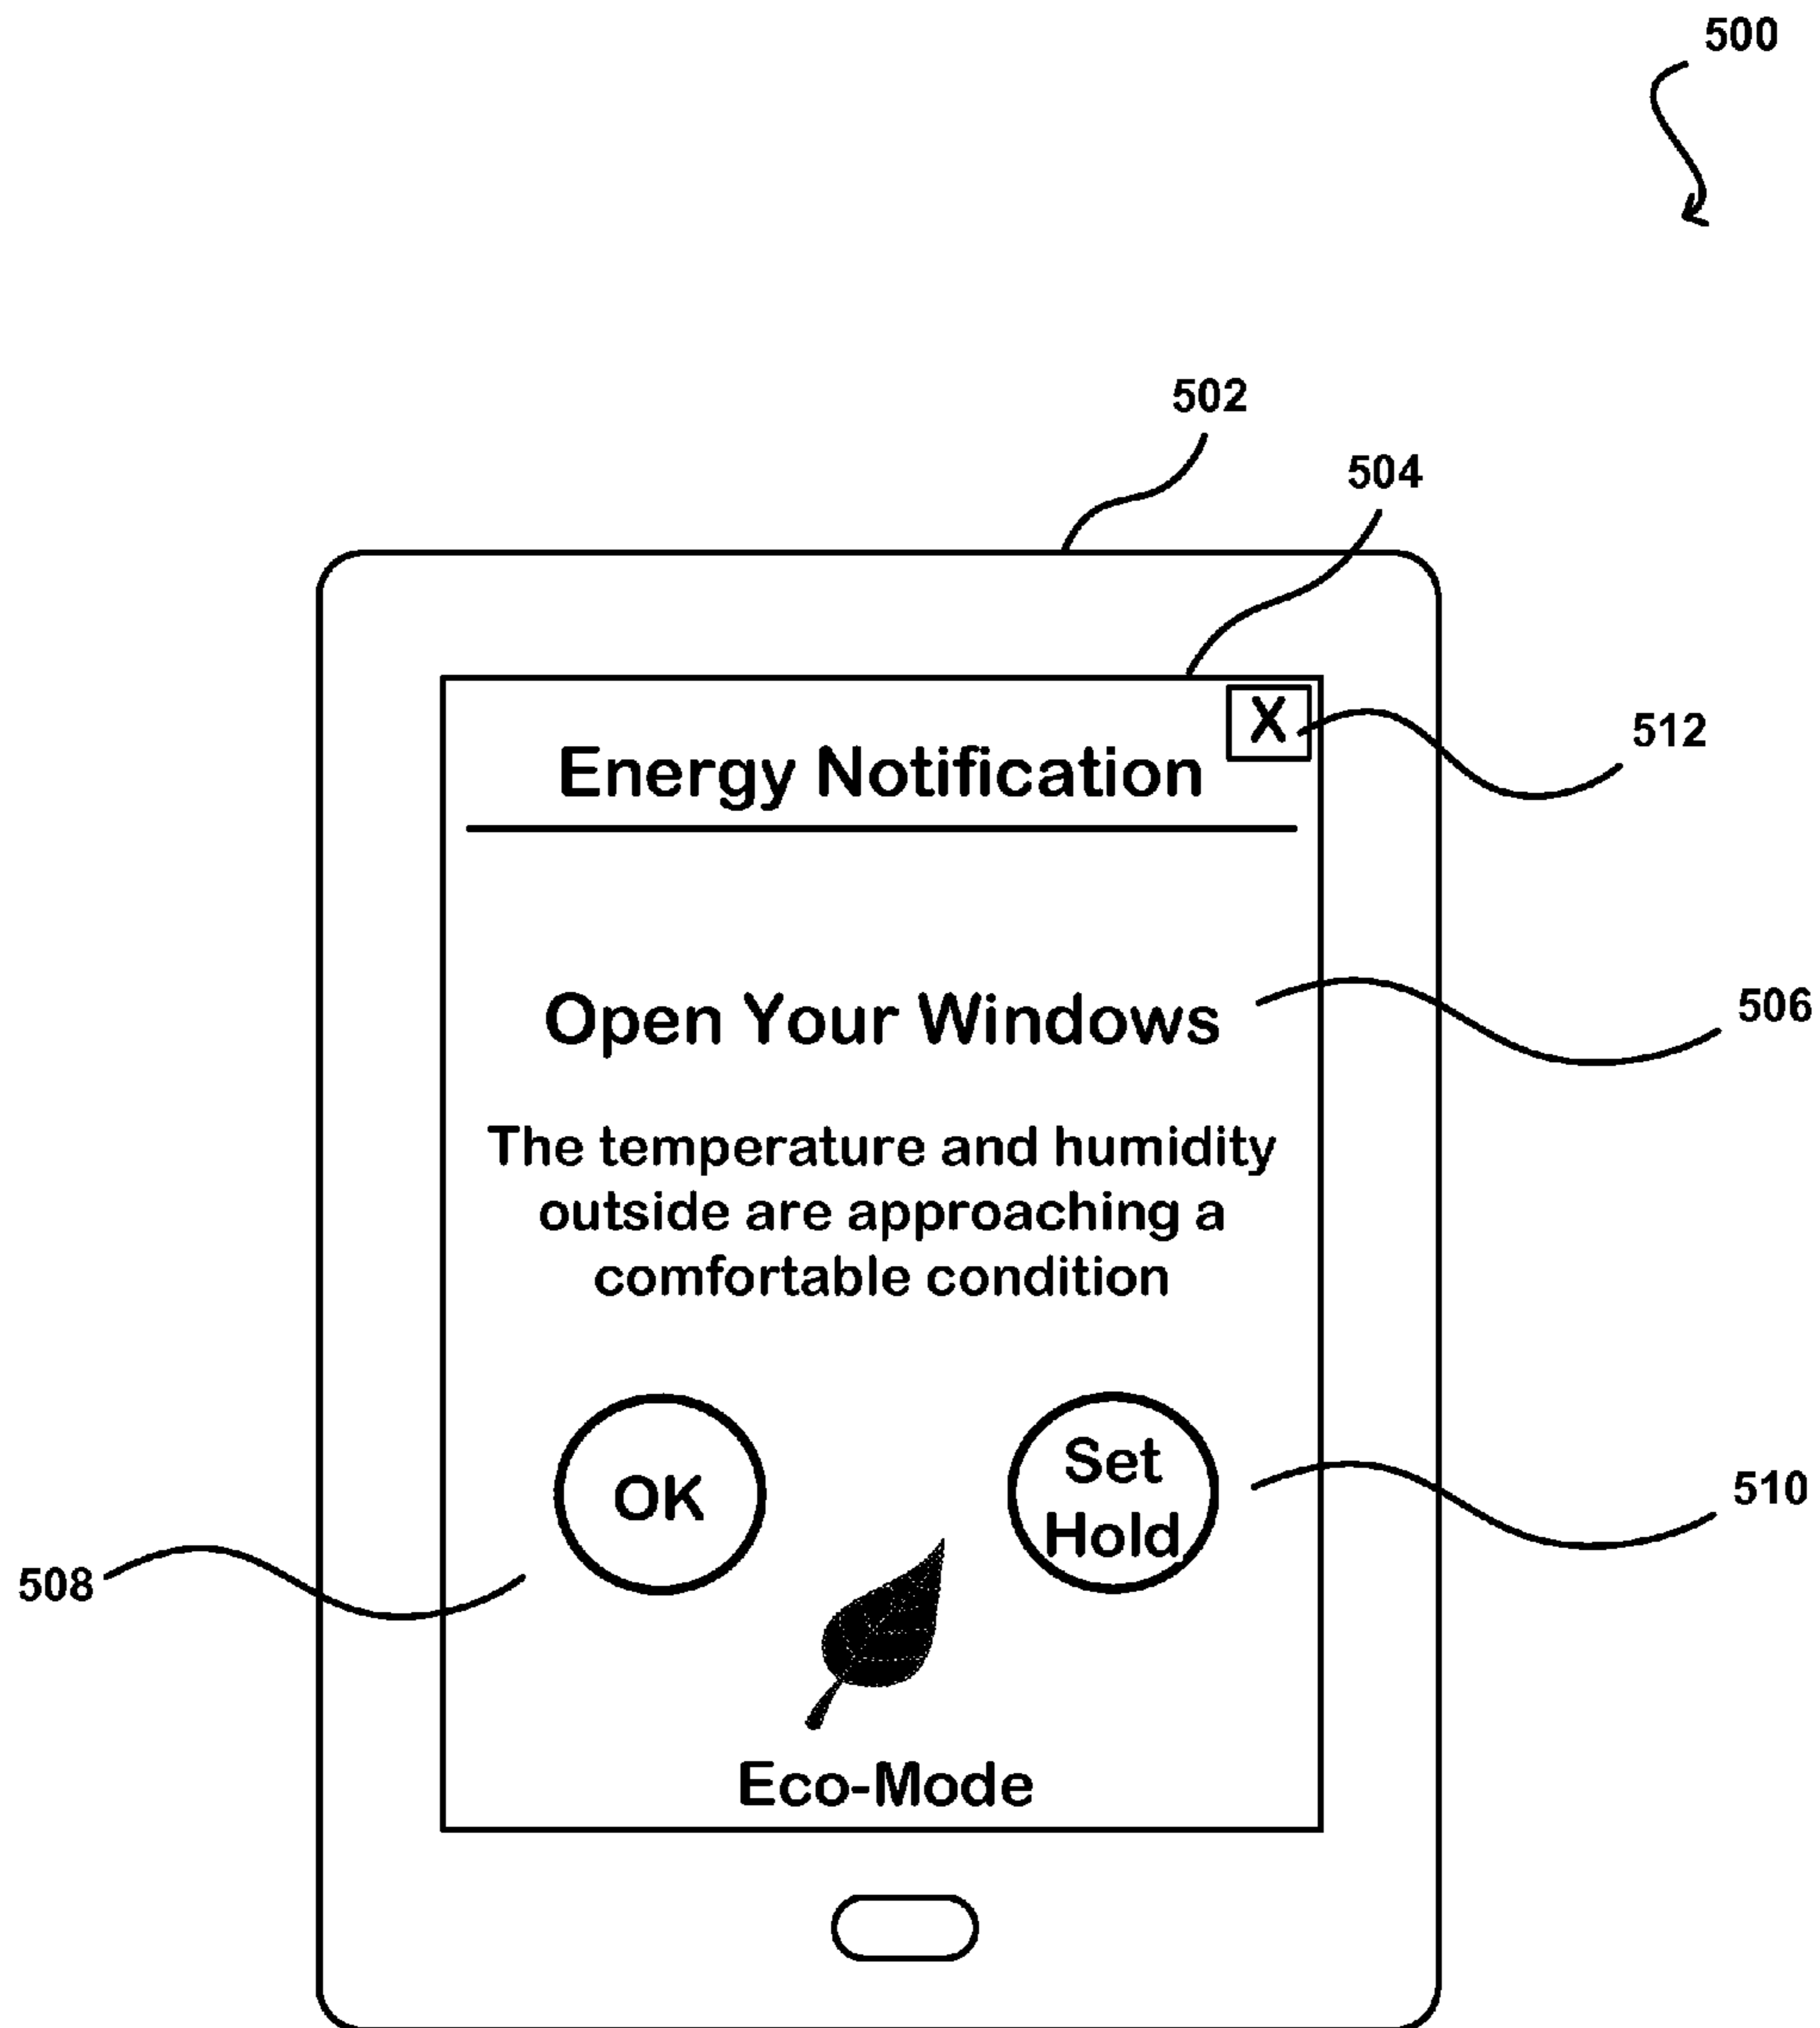 500
502
504
X
512
Energy Notification
Open Your Windows
506
The temperature and humidity
outside are approaching a
comfortable condition
OK
Set
Hold
510
508
Eco-Mode